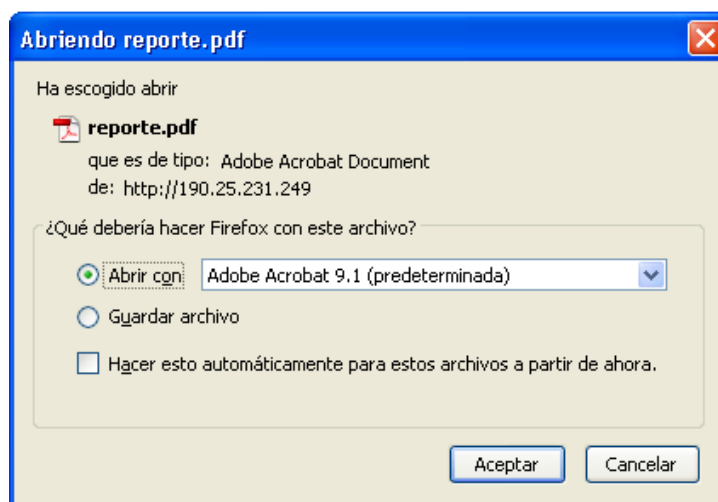 Abriendo reporte.pdf
Ha escogido abrir
reporte.pdf
que es de tipo: Adobe Acrobat Document
de: http://190.25.231.249
¿Qué debería hacer Firefox con este archivo?
Abrir con Adobe Acrobat 9.1 (predeterminada)
Guardar archivo
Hacer esto automáticamente para estos archivos a partir de ahora.
Aceptar Cancelar